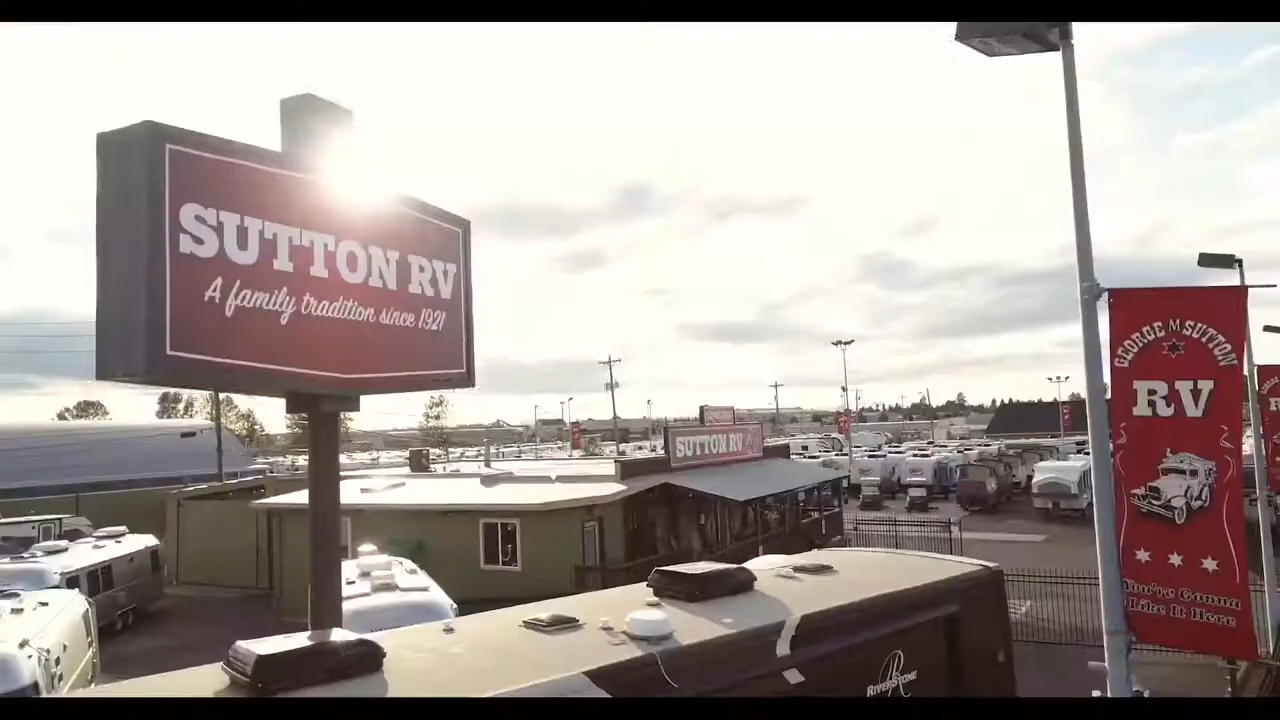 SUTTON RV
A family tradition since 1921
SUTTON RV
GEORGE M SUTTON
RV
You're Gonna
Like It Here
R
RIVERSTONE